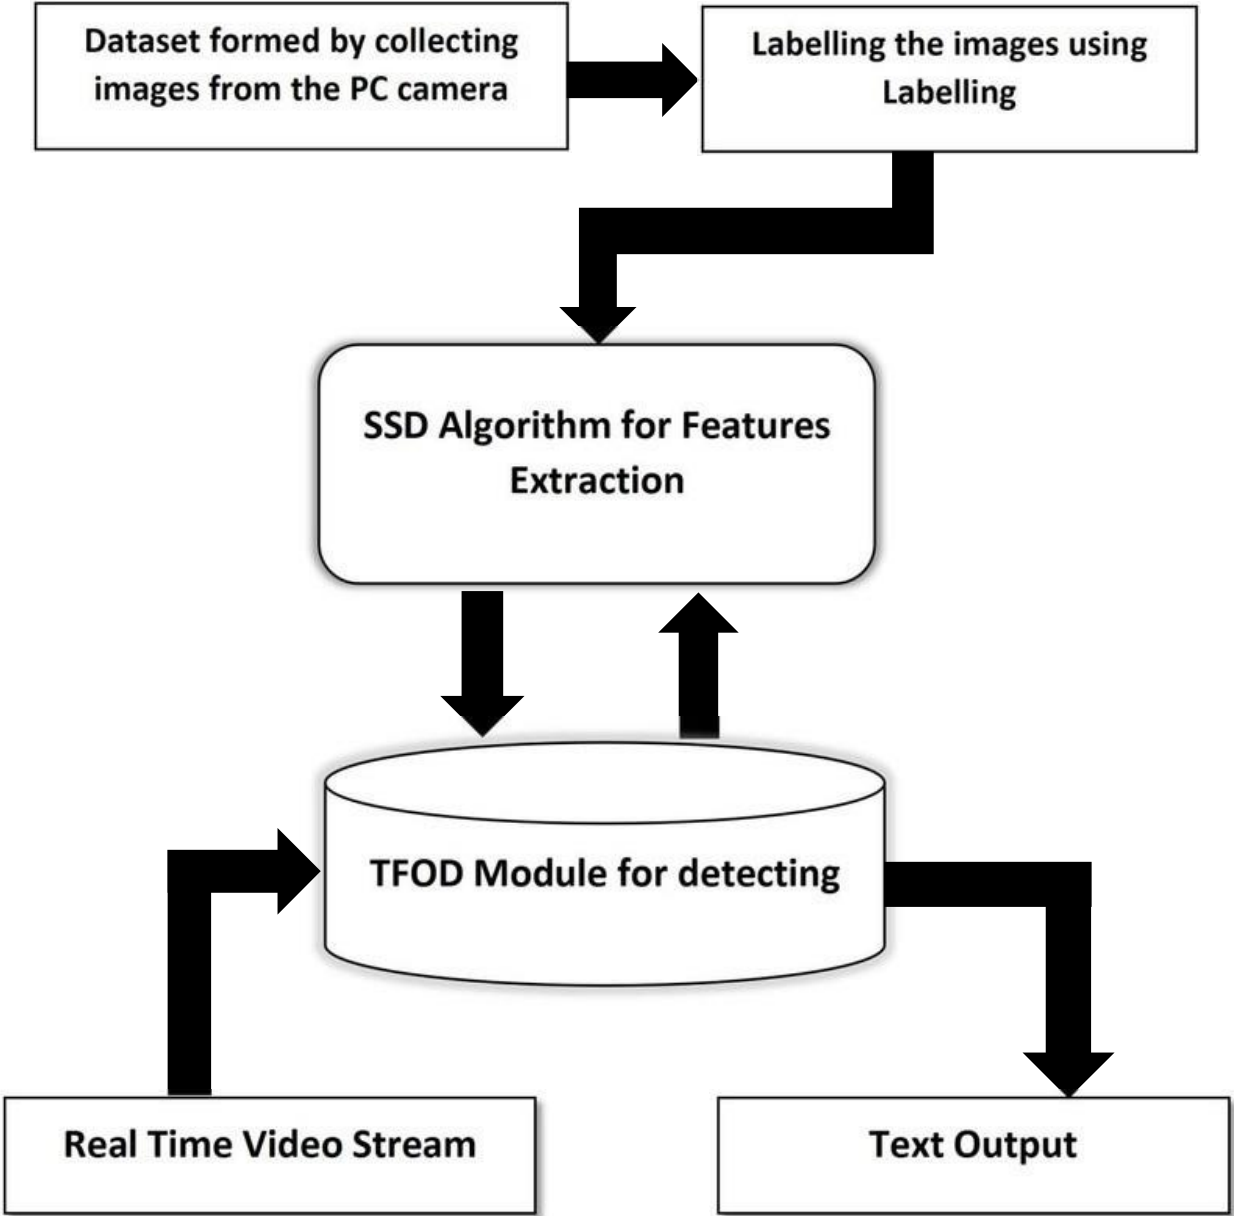 Dataset formed by collecting
images from the PC camera
Labelling the images using
Labelling
SSD Algorithm for Features
Extraction
TFOD Module for detecting
Real Time Video Stream
Text Output